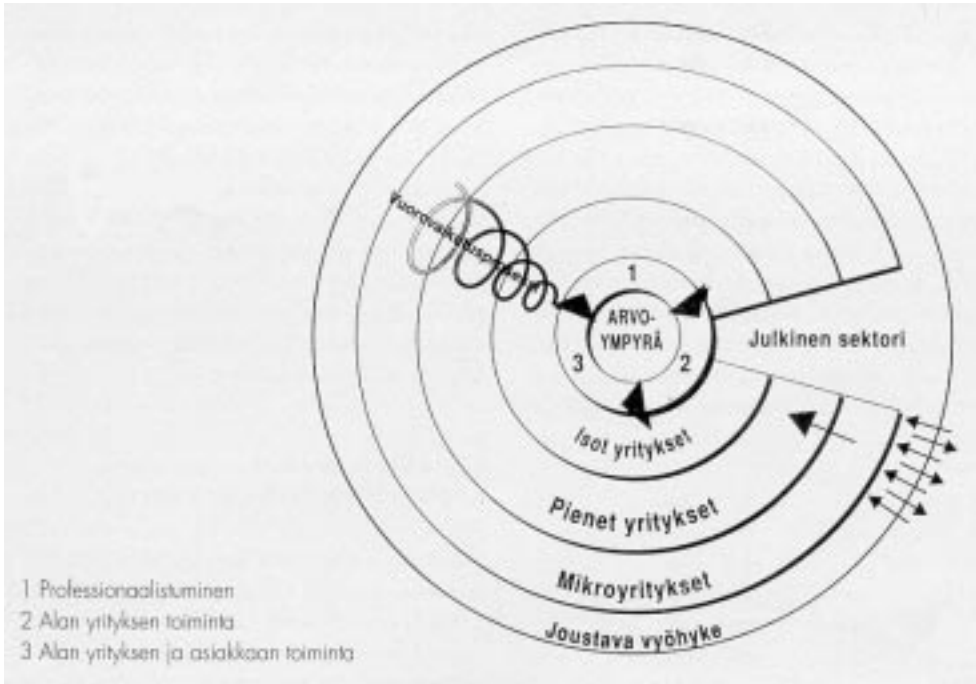 Vuorovaikutusprosessi
1
ARVO-
YMPYRÄ
3
2
Julkinen sektori
Isot yritykset
Pienet yritykset
Mikroyritykset
Joustava vyöhyke
1 Professionaalistuminen
2 Alan yrityksen toiminta
3 Alan yrityksen ja asiakkaan toiminta